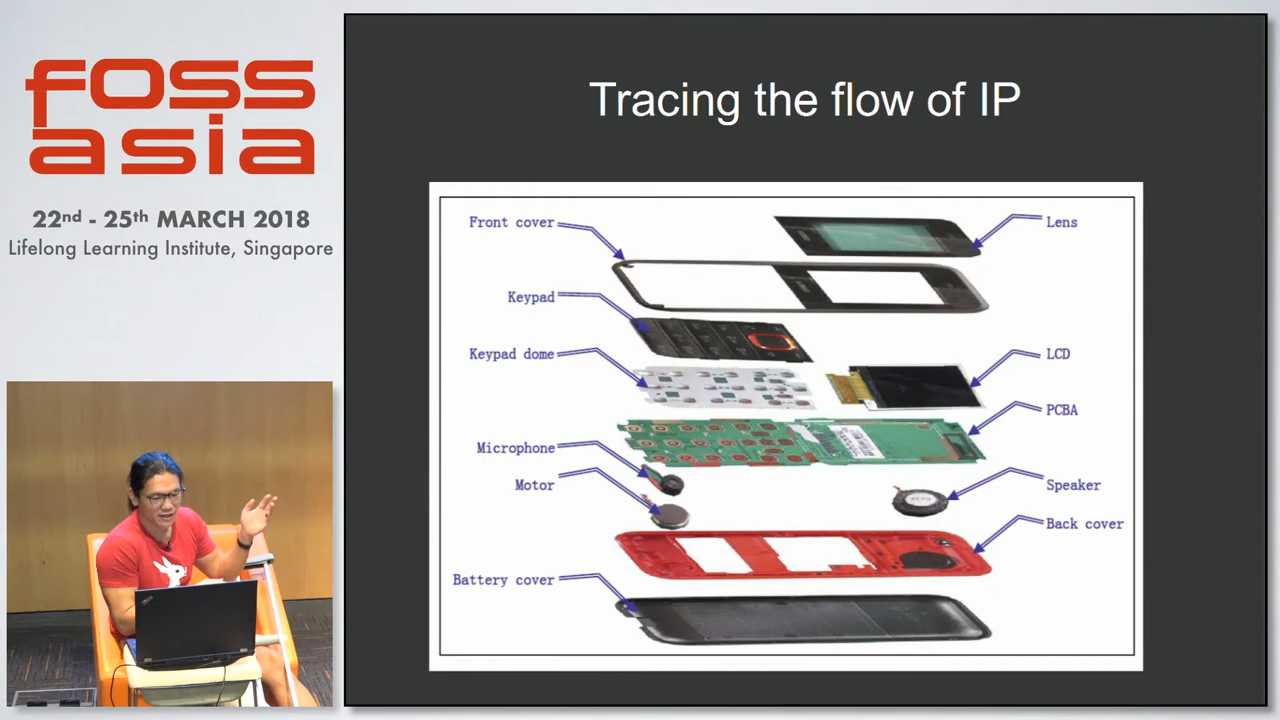 foss
asia
22nd - 25th MARCH 2018
Lifelong Learning Institute, Singapore
Tracing the flow of IP
Front cover
Lens
Keypad
Keypad dome
LCD
PCBA
Microphone
Motor
Speaker
Back cover
Battery cover